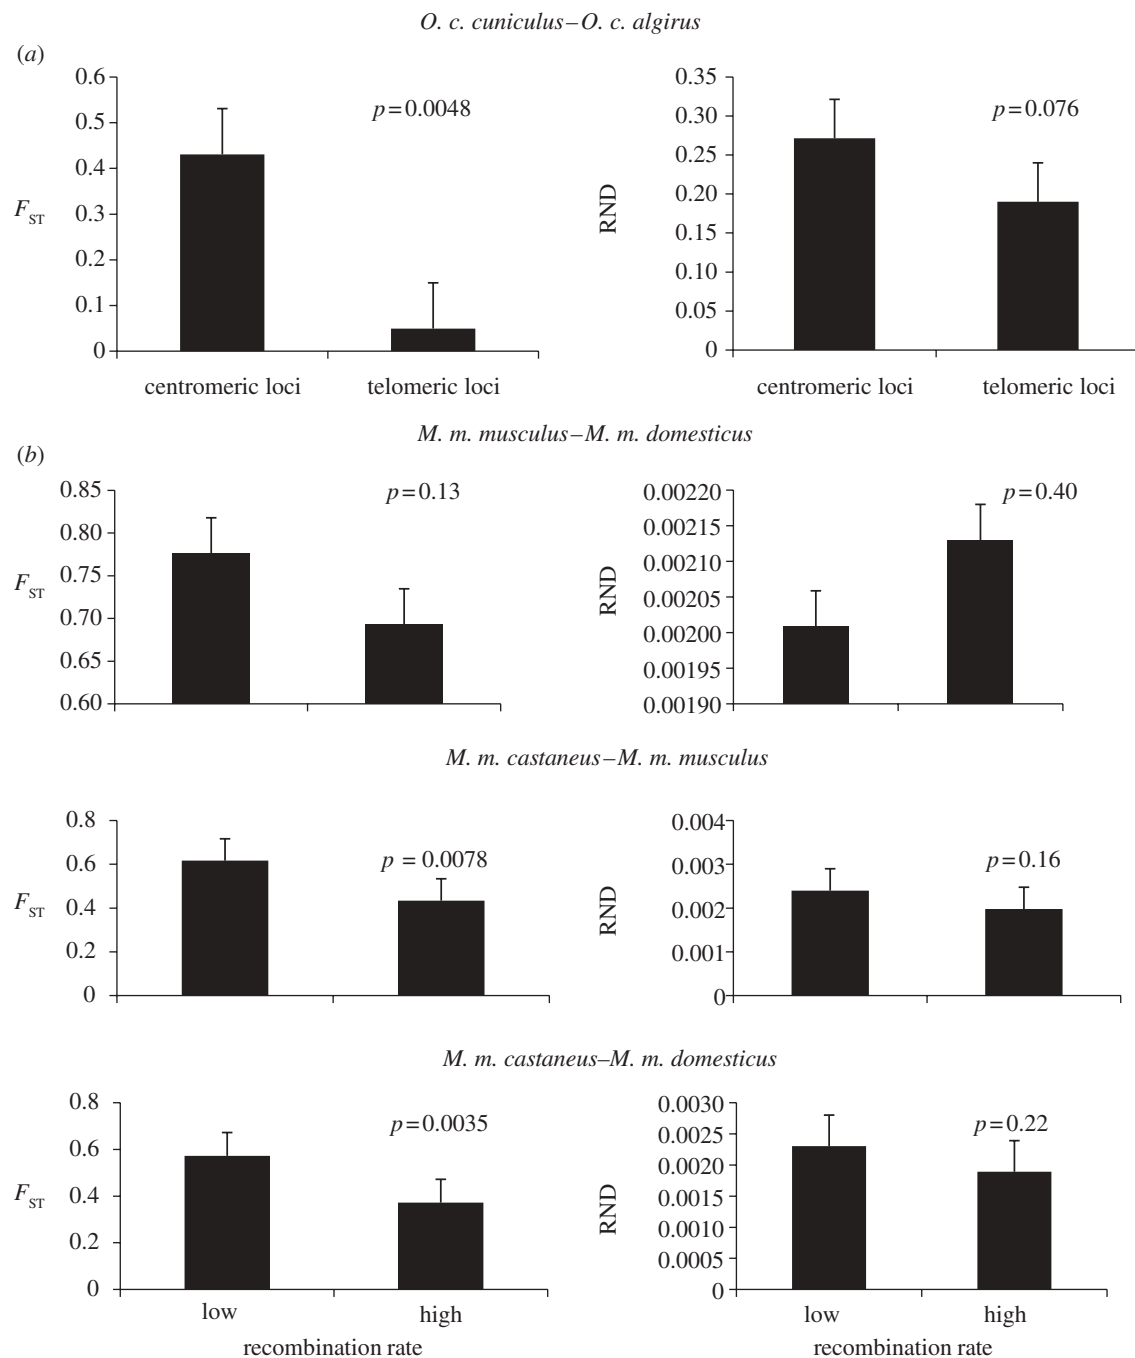 O. c. cuniculus–O. c. algirus
(a)
0.6
0.5
0.4
0.3
0.2
0.1
0
FST
p=0.0048
centromeric loci
telomeric loci
0.35
0.30
0.25
0.20
0.15
0.10
0.05
0
RND
p=0.076
centromeric loci
telomeric loci
M. m. musculus–M. m. domesticus
(b)
0.85
0.80
0.75
0.70
0.65
0.60
FST
p=0.13
0.00220
0.00215
0.00210
0.00205
0.00200
0.00195
0.00190
RND
p=0.40
M. m. castaneus–M. m. musculus
0.8
0.6
0.4
0.2
0
FST
p = 0.0078
0.004
0.003
0.002
0.001
0
RND
p=0.16
M. m. castaneus–M. m. domesticus
0.8
0.6
0.4
0.2
0
FST
p=0.0035
low
high
recombination rate
0.0030
0.0025
0.0020
0.0015
0.0010
0.0005
0
RND
p=0.22
low
high
recombination rate